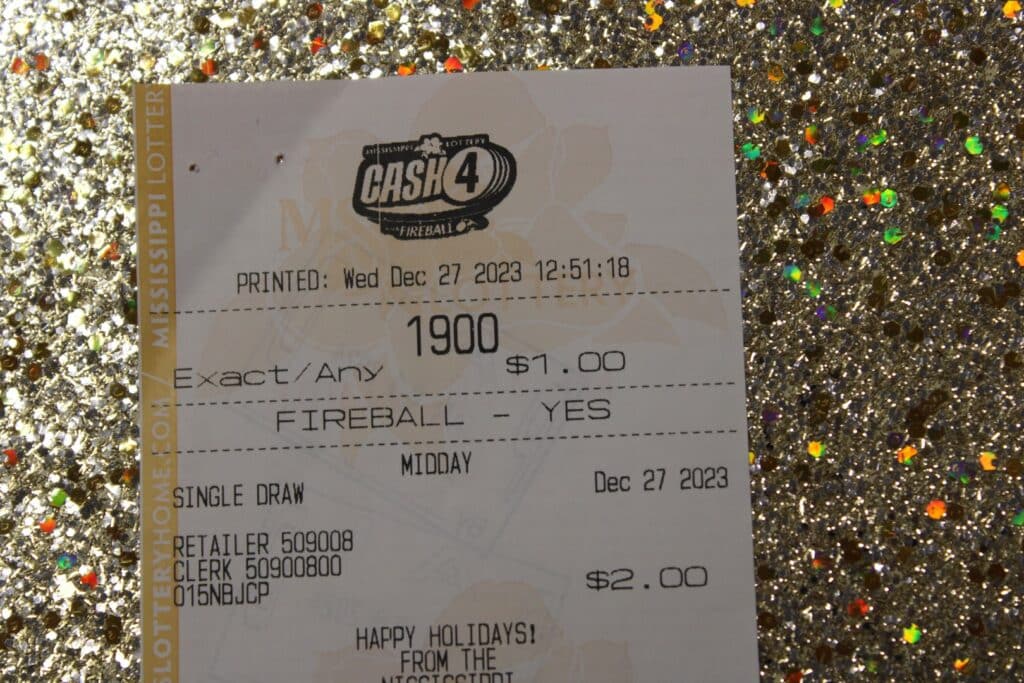 MISSISSIPPI LOTTERY
CASH 4
FIREBALL
PRINTED: Wed Dec 27 2023 12:51:18
1900
Exact/Any $1.00
FIREBALL - YES
MIDDAY
SINGLE DRAW Dec 27 2023
RETAILER 509008
CLERK 50900800 $2.00
015NBJCP
HAPPY HOLIDAYS!
FROM THE
MISSISSIPPI
SLOTTERYHOME.COM / MISSISSIPPI LOTTER